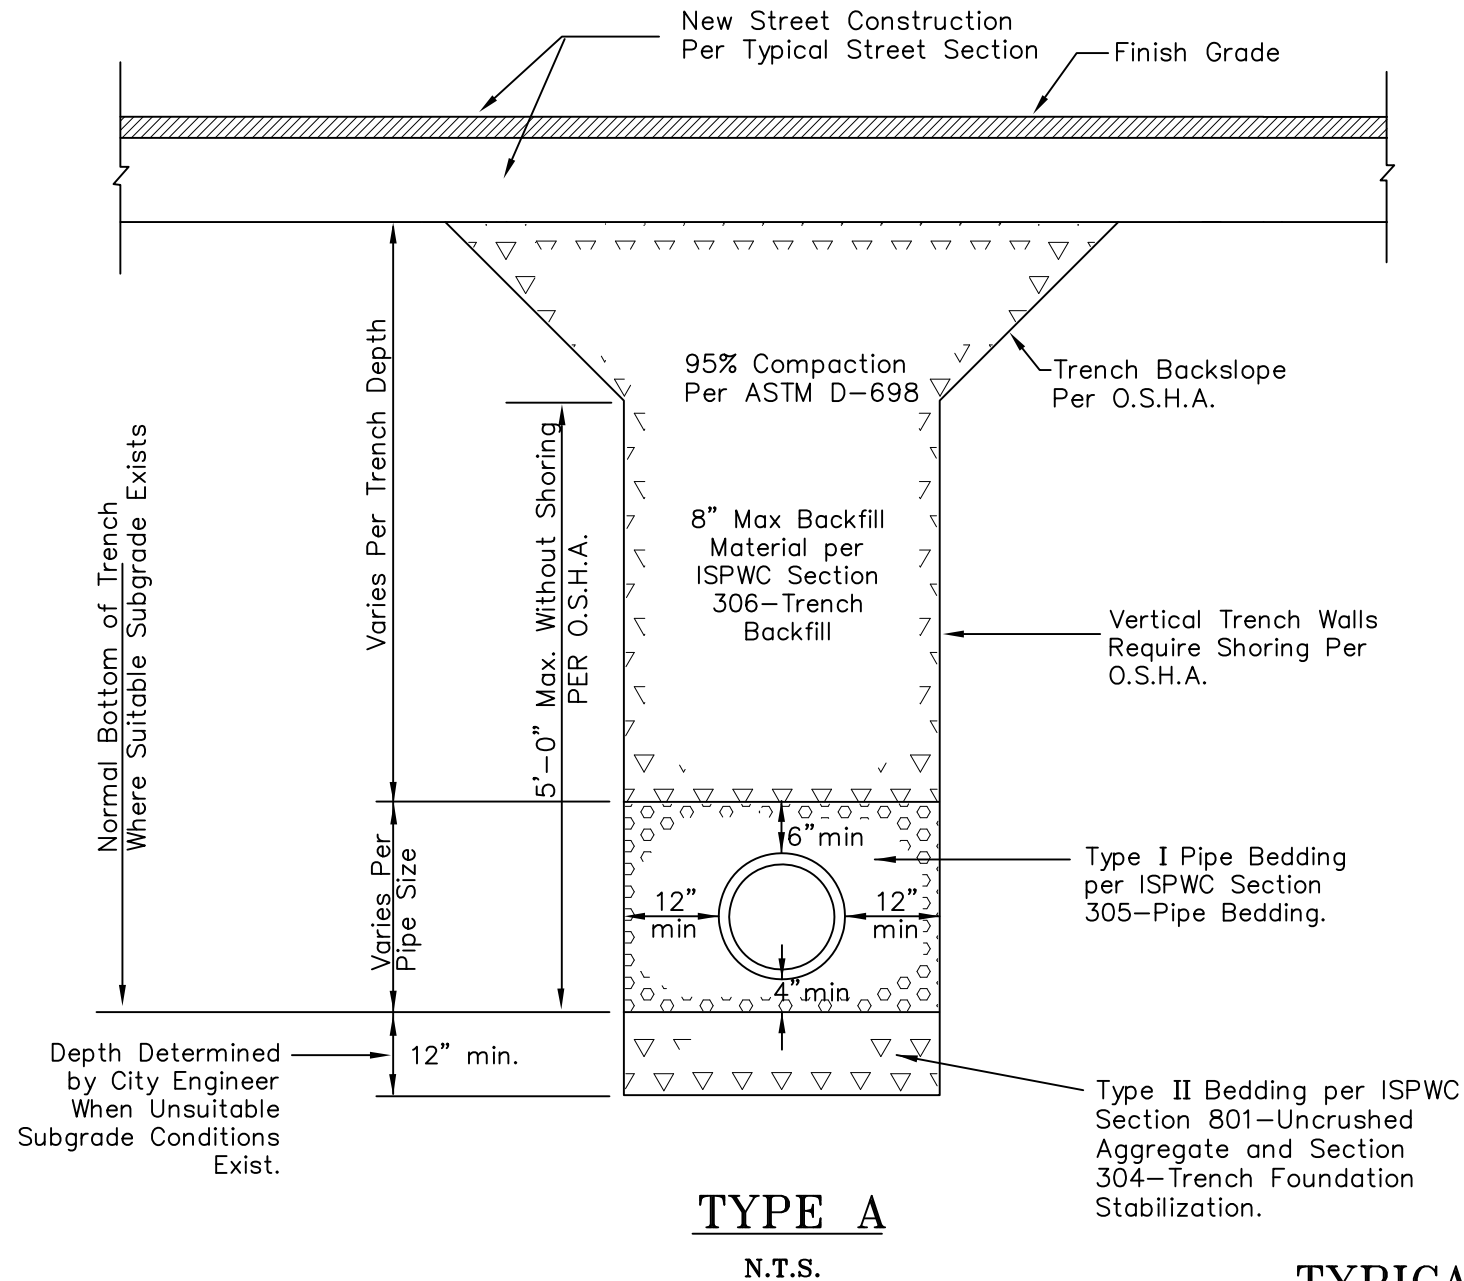 New Street Construction
Per Typical Street Section
Finish Grade
95% Compaction
Per ASTM D-698
Trench Backslope
Per O.S.H.A.
Varies Per Trench Depth
Normal Bottom of Trench
Where Suitable Subgrade Exists
5'-0" Max. Without Shoring
PER O.S.H.A.
8" Max Backfill
Material per
ISPWC Section
306-Trench
Backfill
Vertical Trench Walls
Require Shoring Per
O.S.H.A.
6"min
Varies Per
Pipe Size
12"
min
12"
min
4"min
Type I Pipe Bedding
per ISPWC Section
305-Pipe Bedding.
Depth Determined
by City Engineer
When Unsuitable
Subgrade Conditions
Exist.
12" min.
Type II Bedding per ISPWC
Section 801-Uncrushed
Aggregate and Section
304-Trench Foundation
Stabilization.
TYPE A
N.T.S.